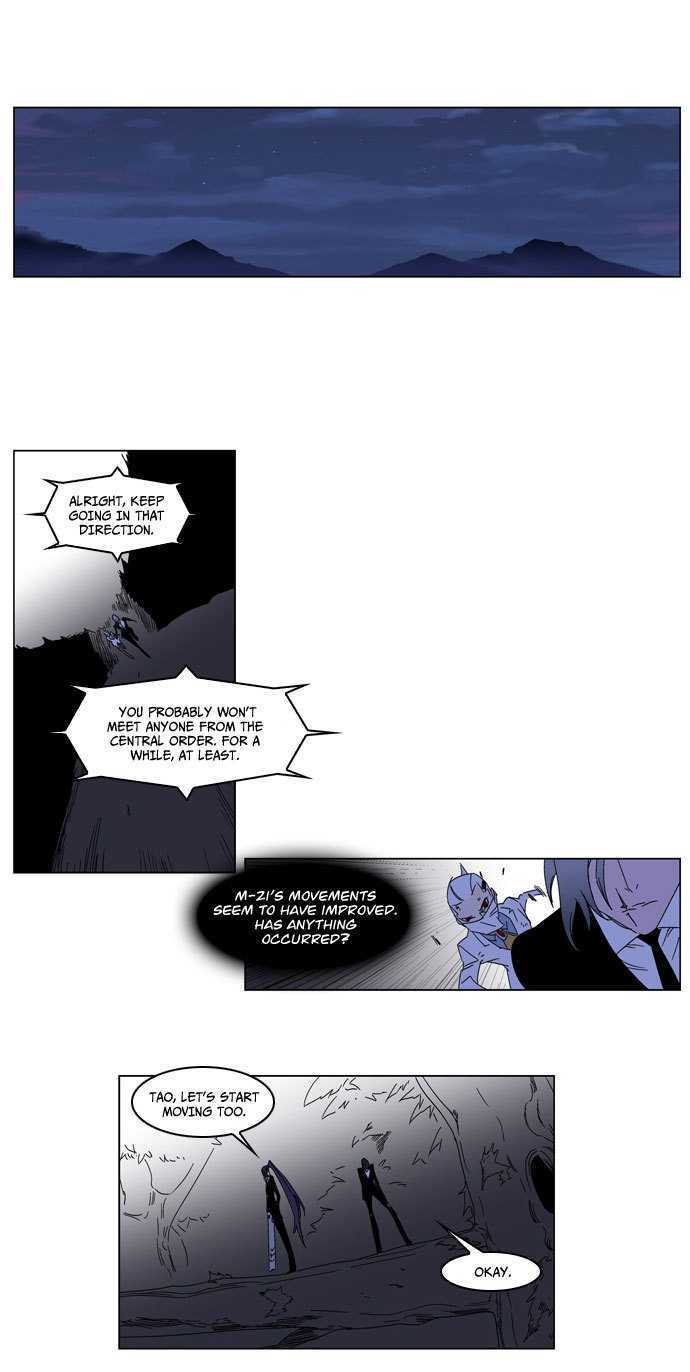 ALRIGHT, KEEP
GOING IN THAT
DIRECTION.
YOU PROBABLY WON'T
MEET ANYONE FROM THE
CENTRAL ORDER. FOR A
WHILE, AT LEAST.
M-21'S MOVEMENTS
SEEM TO HAVE IMPROVED.
HAS ANYTHING
OCCURRED?
TAO, LET'S START
MOVING TOO.
OKAY.